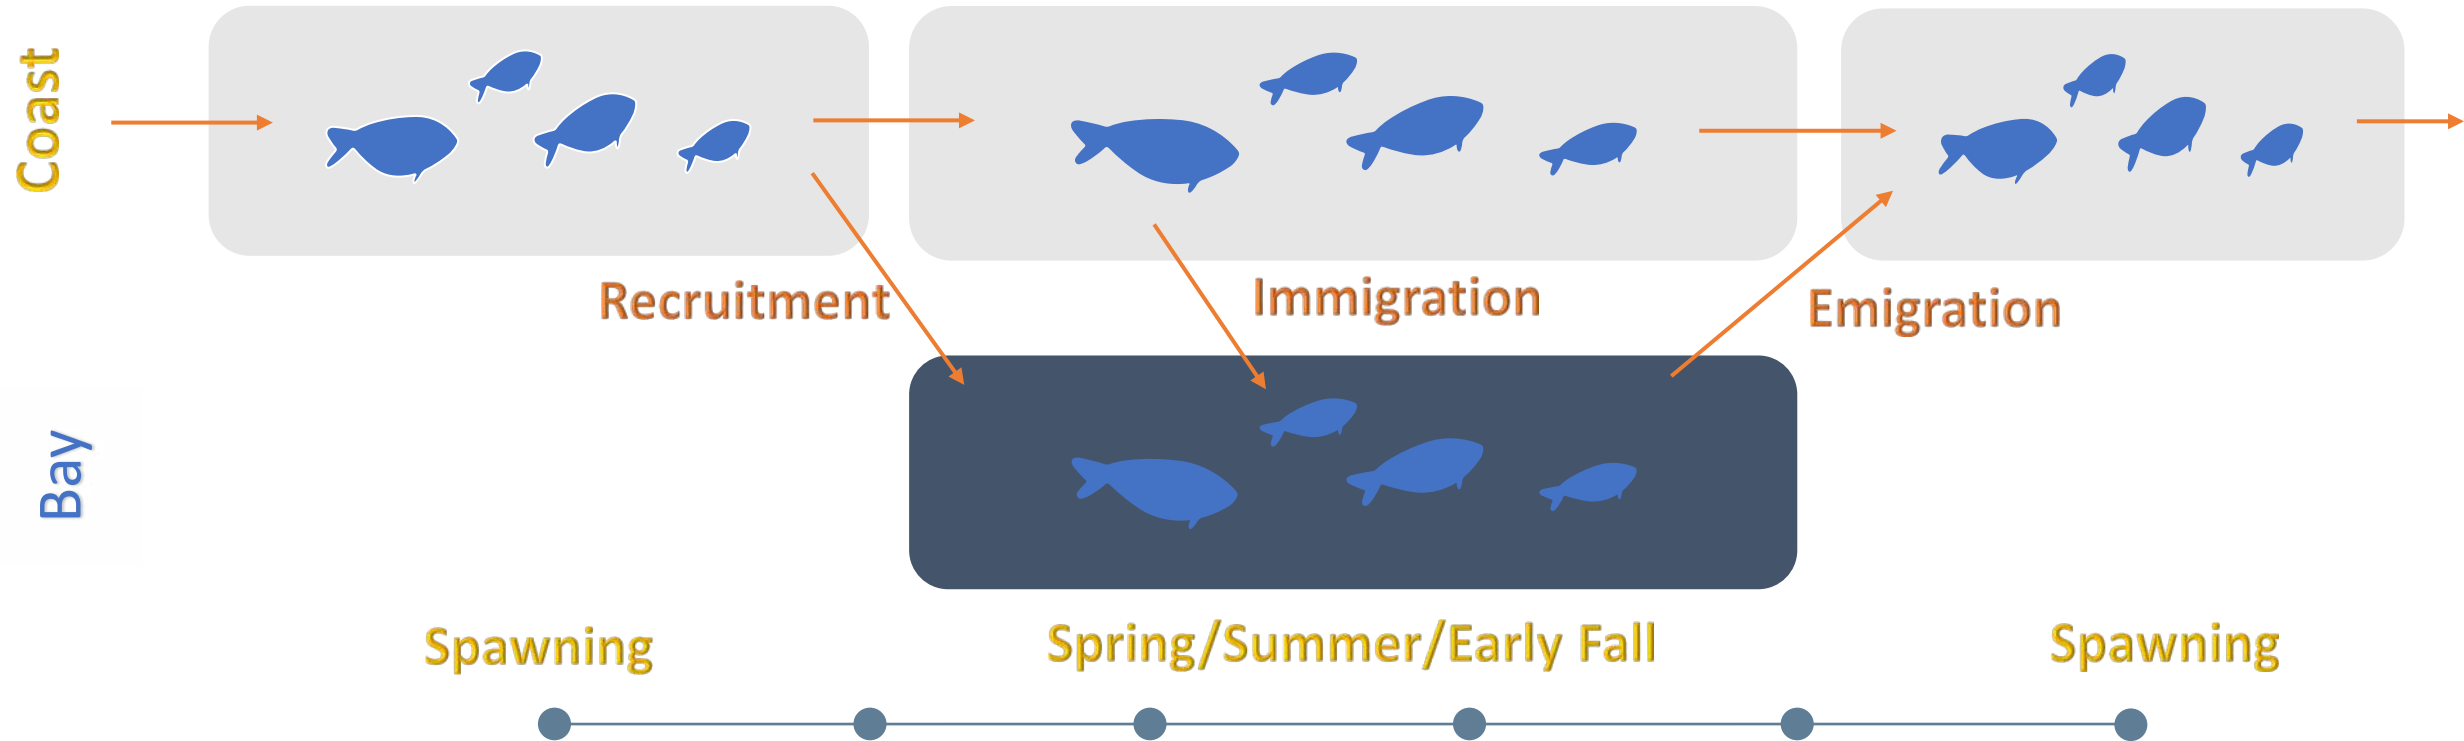 Coast
Recruitment
Immigration
Emigration
Bay
Spawning
Spring/Summer/Early Fall
Spawning